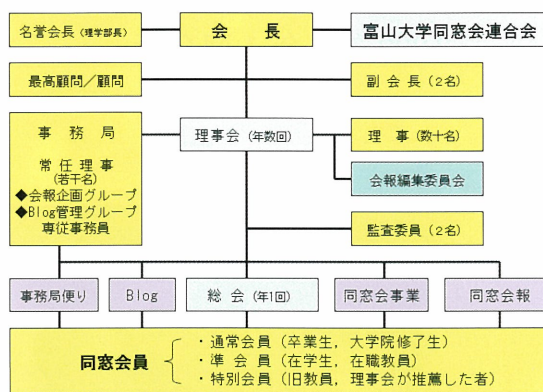 名誉会長（理学部長）
会 長
富山大学同窓会連合会
最高顧問／顧問
副 会 長（2名）
事 務 局
常 任 理 事
（若干名）
◆会報企画グループ
◆Blog管理グループ
専従事務員
理事会（年数回）
理 事（数十名）
会報編集委員会
監査委員（2名）
事務局便り
Blog
総 会（年1回）
同窓会事業
同窓会報
同窓会員
・通常会員（卒業生，大学院修了生）
・準 会 員（在学生，在職教員）
・特別会員（旧教員，理事会が推薦した者）